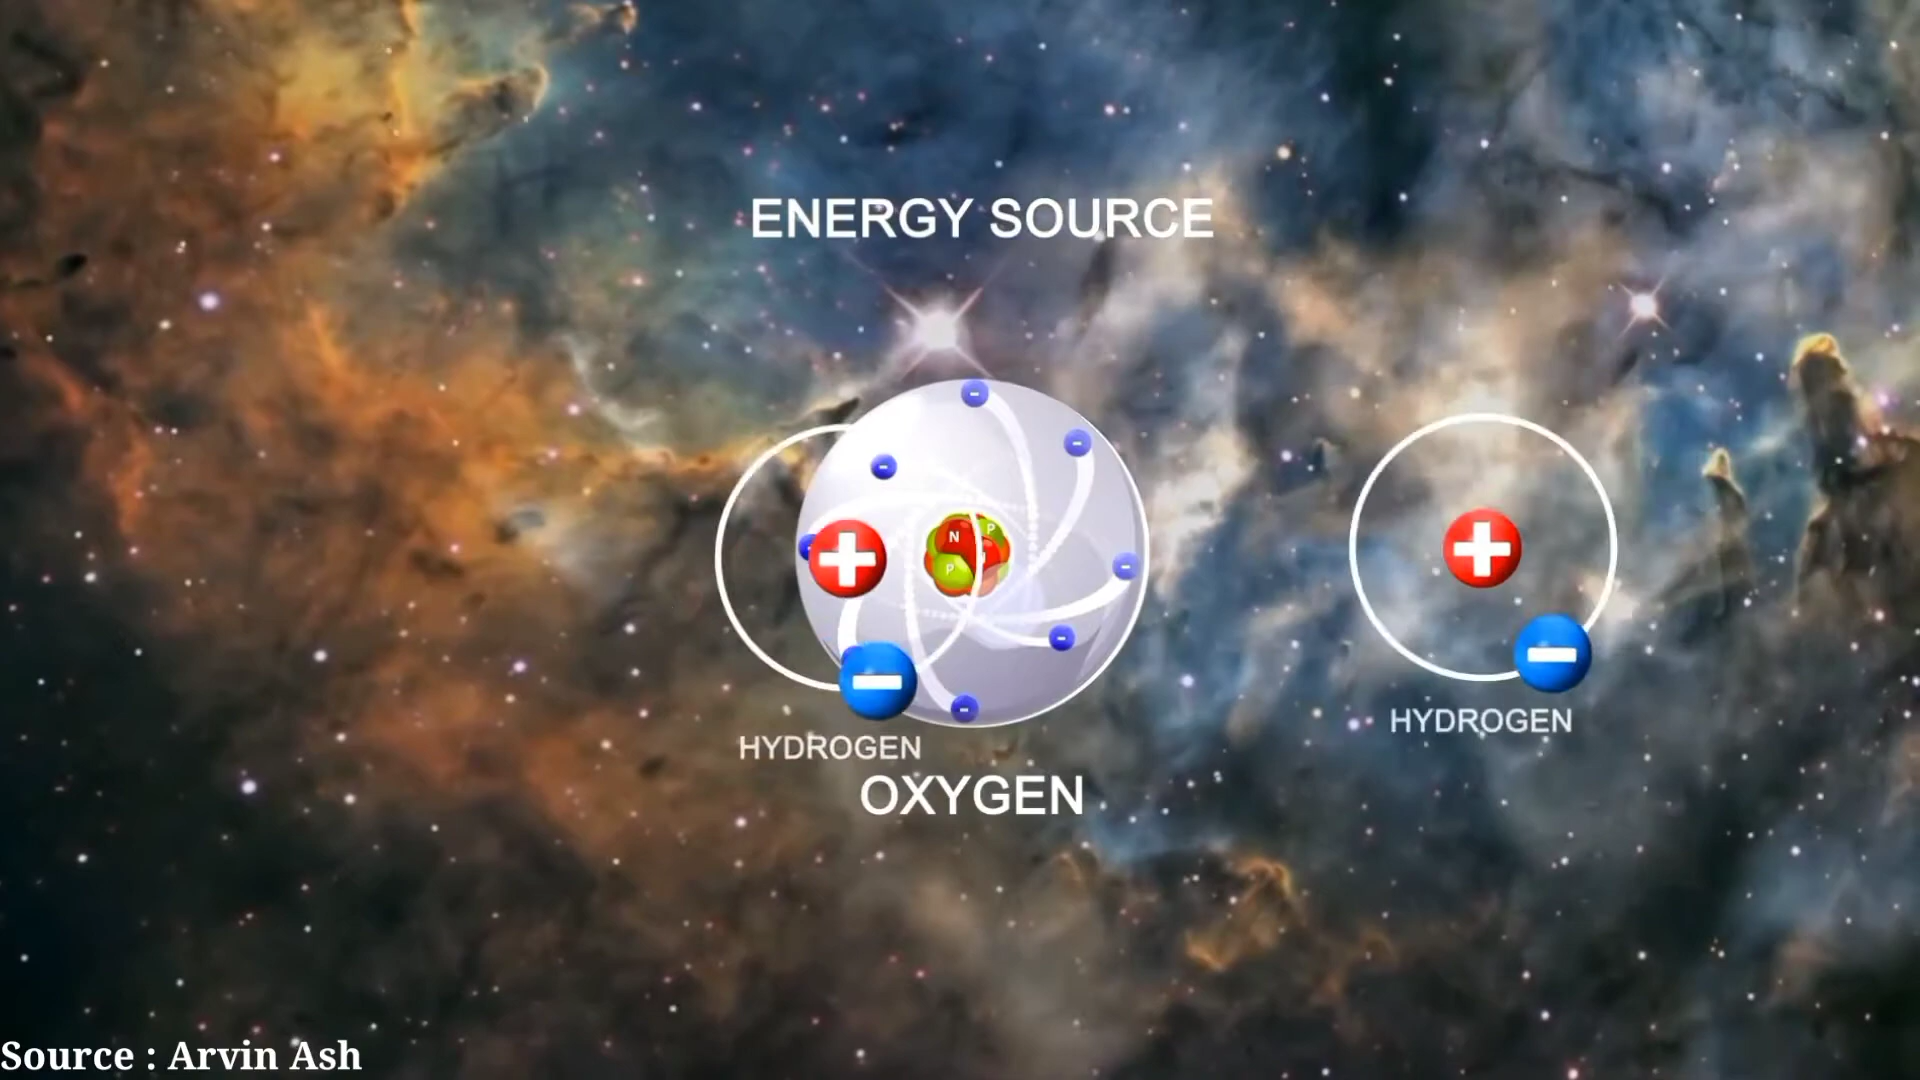 ENERGY SOURCE
N
P
P
HYDROGEN
HYDROGEN
OXYGEN
Source : Arvin Ash